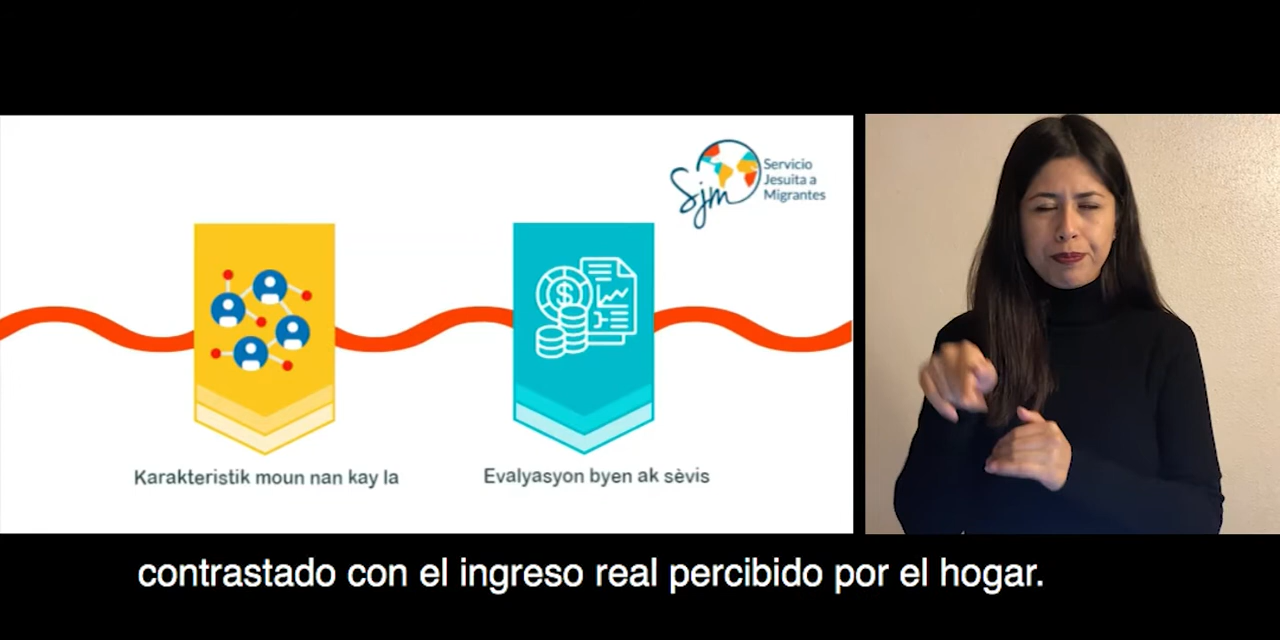 Sjm
Servicio
Jesuita a
Migrantes
$
Karakteristik moun nan kay la
Evalyasyon byen ak sèvis
contrastado con el ingreso real percibido por el hogar.